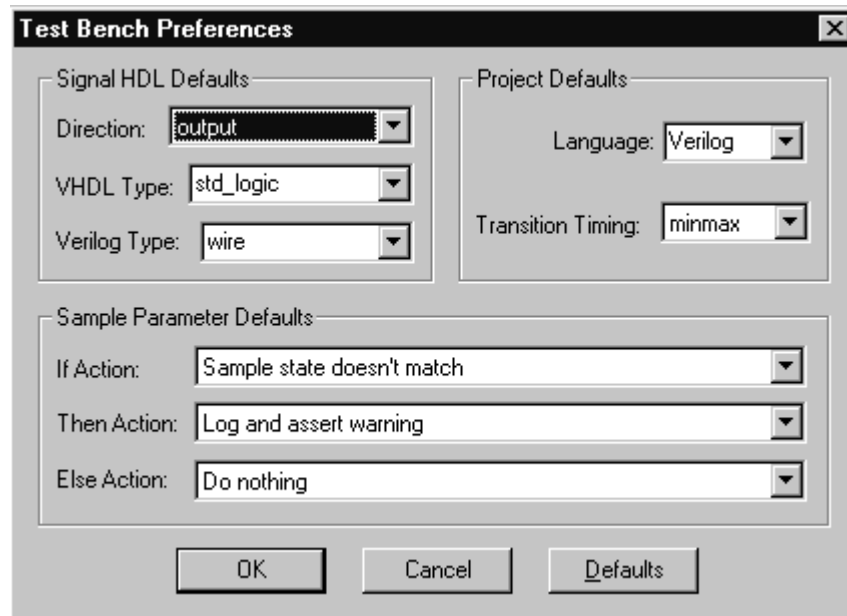 Test Bench Preferences
Signal HDL Defaults
Direction: output
VHDL Type: std_logic
Verilog Type: wire
Project Defaults
Language: Verilog
Transition Timing: minmax
Sample Parameter Defaults
If Action: Sample state doesn't match
Then Action: Log and assert warning
Else Action: Do nothing
OK Cancel Defaults